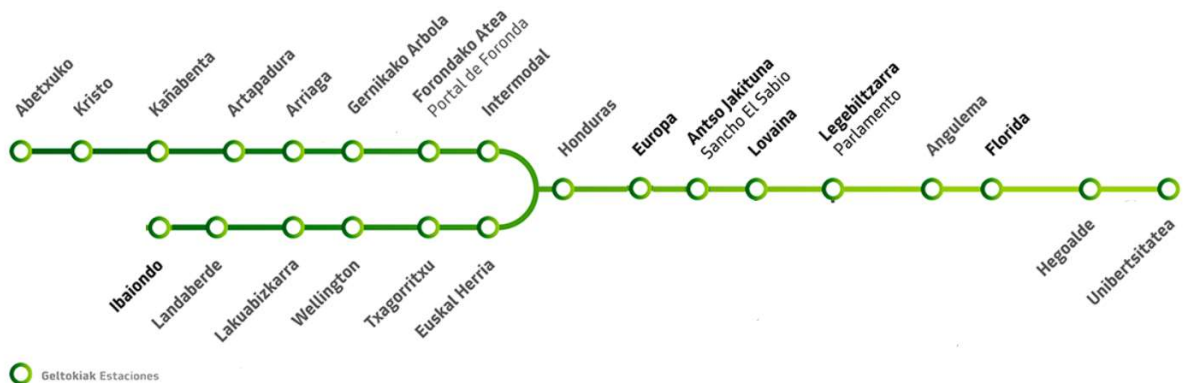 Abetxuko
Kristo
Kañabenta
Artapadura
Arriaga
Gernikako Arbola
Forondako Atea
Portal de Foronda
Intermodal
Honduras
Europa
Antso Jakituna
Sancho El Sabio
Lovaina
Legebiltzarra
Parlamento
Angulema
Florida
Hegoalde
Unibertsitatea
Ibaiondo
Landaberde
Lakuabizkarra
Wellington
Txagorritxu
Euskal Herria
Geltokiak Estaciones